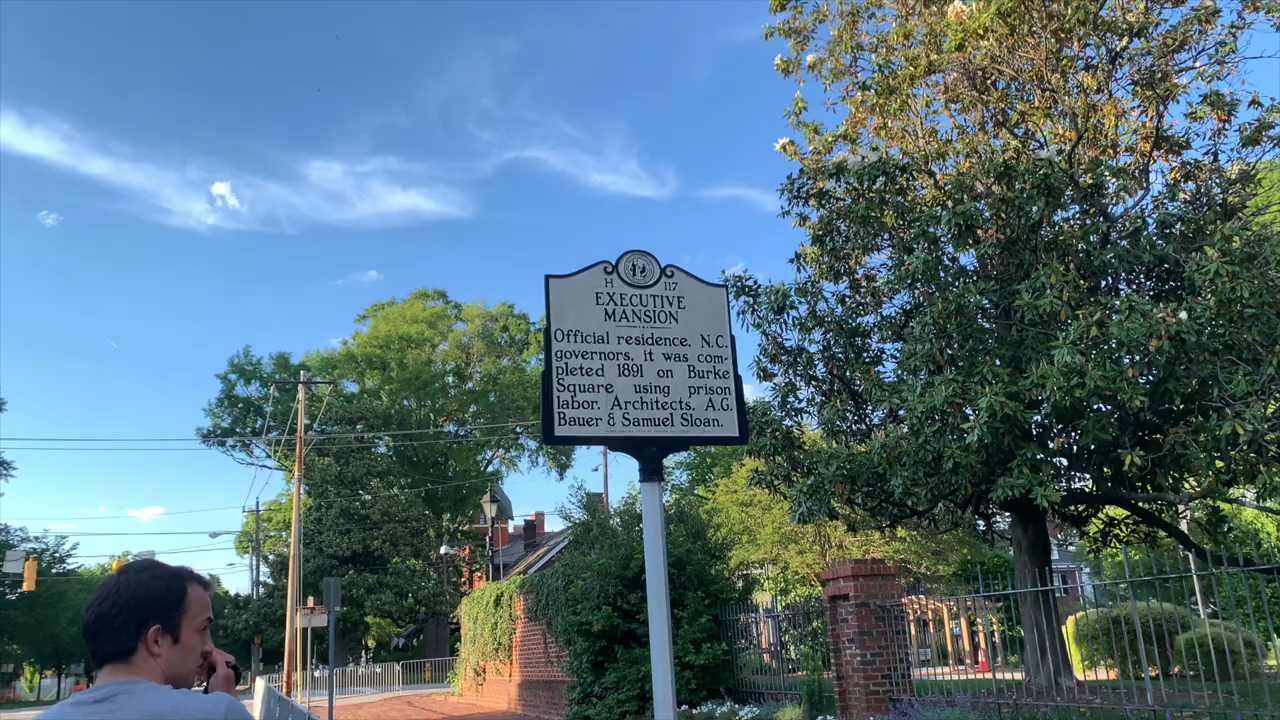 H 117
EXECUTIVE
MANSION
Official residence, N.C.
governors, it was com-
pleted 1891 on Burke
Square using prison
labor. Architects, A.G.
Bauer & Samuel Sloan.